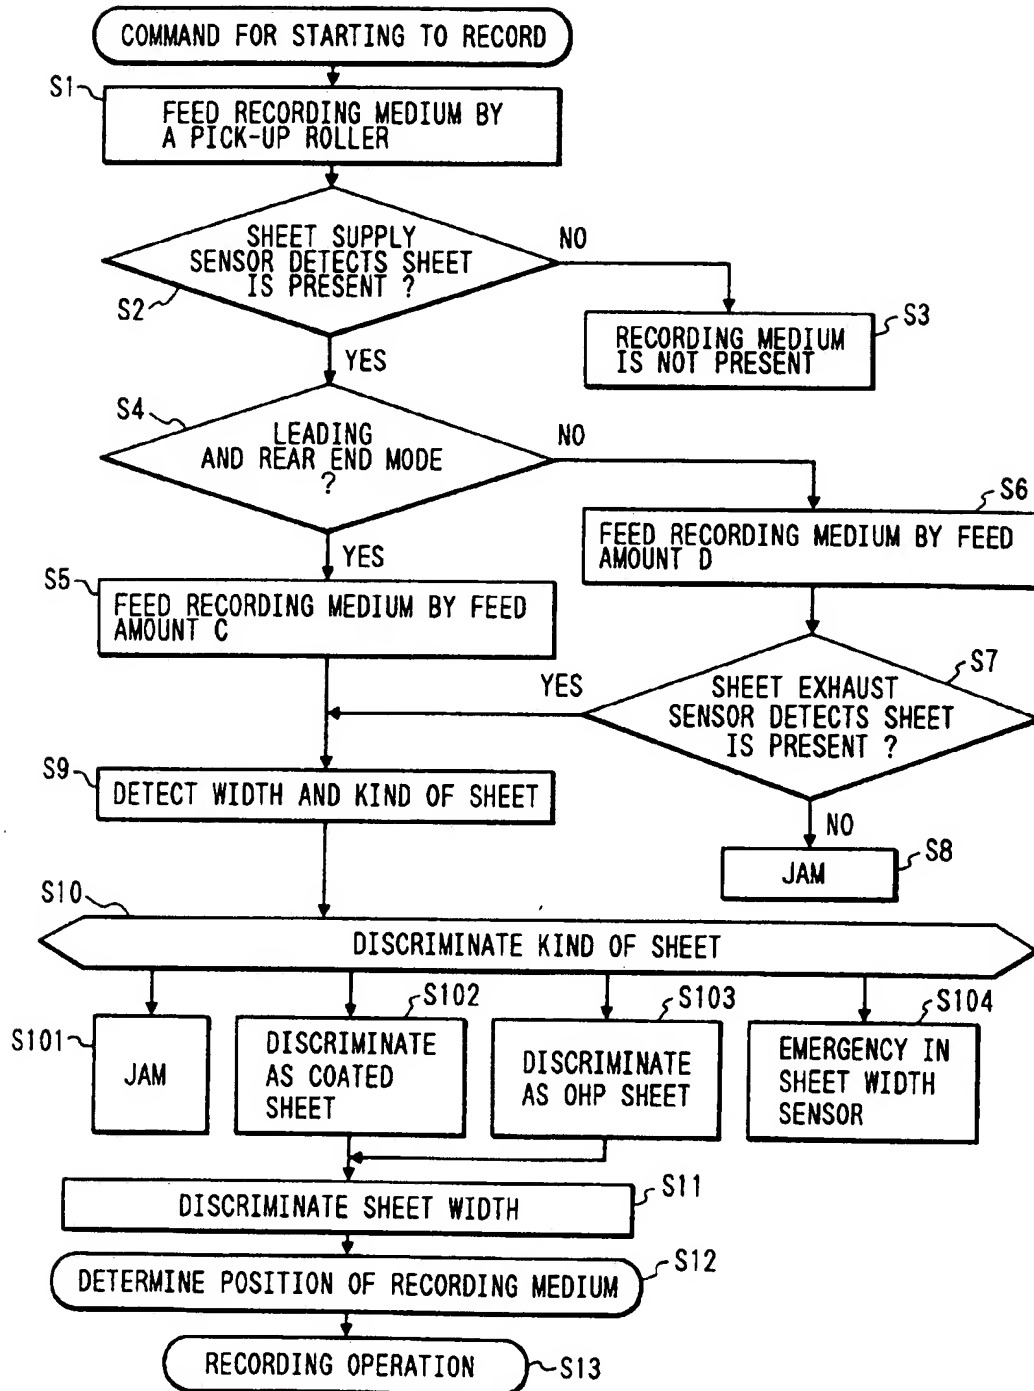 COMMAND FOR STARTING TO RECORD
S1
FEED RECORDING MEDIUM BY
A PICK-UP ROLLER
SHEET SUPPLY
SENSOR DETECTS SHEET
IS PRESENT ?
NO
S2
S3
RECORDING MEDIUM
IS NOT PRESENT
YES
S4
LEADING
AND REAR END MODE
?
NO
S6
FEED RECORDING MEDIUM BY FEED
AMOUNT D
YES
S5
FEED RECORDING MEDIUM BY FEED
AMOUNT C
S7
YES
SHEET EXHAUST
SENSOR DETECTS SHEET
IS PRESENT ?
S9
DETECT WIDTH AND KIND OF SHEET
NO
S8
JAM
S10
DISCRIMINATE KIND OF SHEET
S101
JAM
S102
DISCRIMINATE
AS COATED
SHEET
S103
DISCRIMINATE
AS OHP SHEET
S104
EMERGENCY IN
SHEET WIDTH
SENSOR
S11
DISCRIMINATE SHEET WIDTH
S12
DETERMINE POSITION OF RECORDING MEDIUM
RECORDING OPERATION
S13